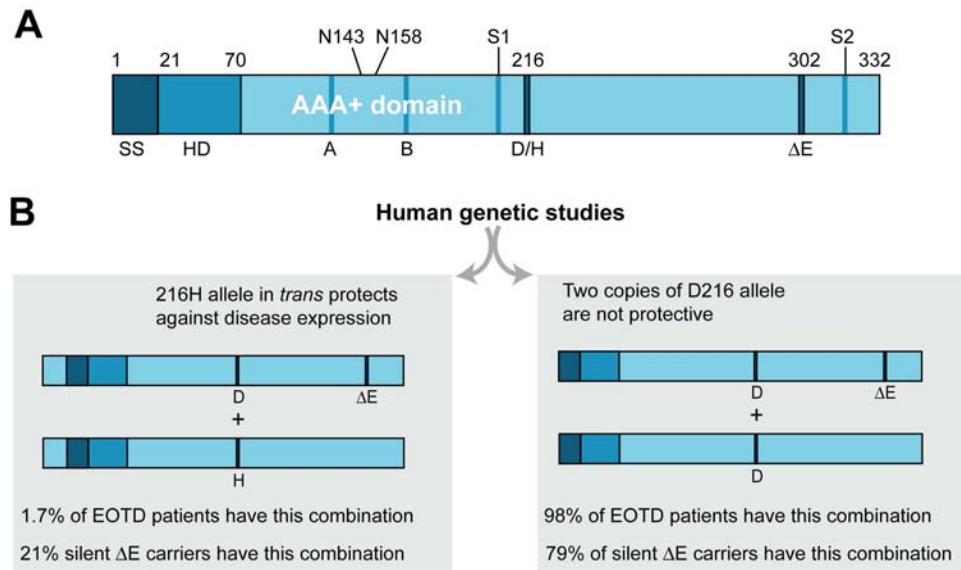 A
N143 N158 S1 S2
1 21 70 216 302 332
AAA+ domain
SS HD A B D/H ΔE
B
Human genetic studies
216H allele in trans protects
against disease expression
D ΔE
+
H
1.7% of EOTD patients have this combination
21% silent ΔE carriers have this combination
Two copies of D216 allele
are not protective
D ΔE
+
D
98% of EOTD patients have this combination
79% of silent ΔE carriers have this combination